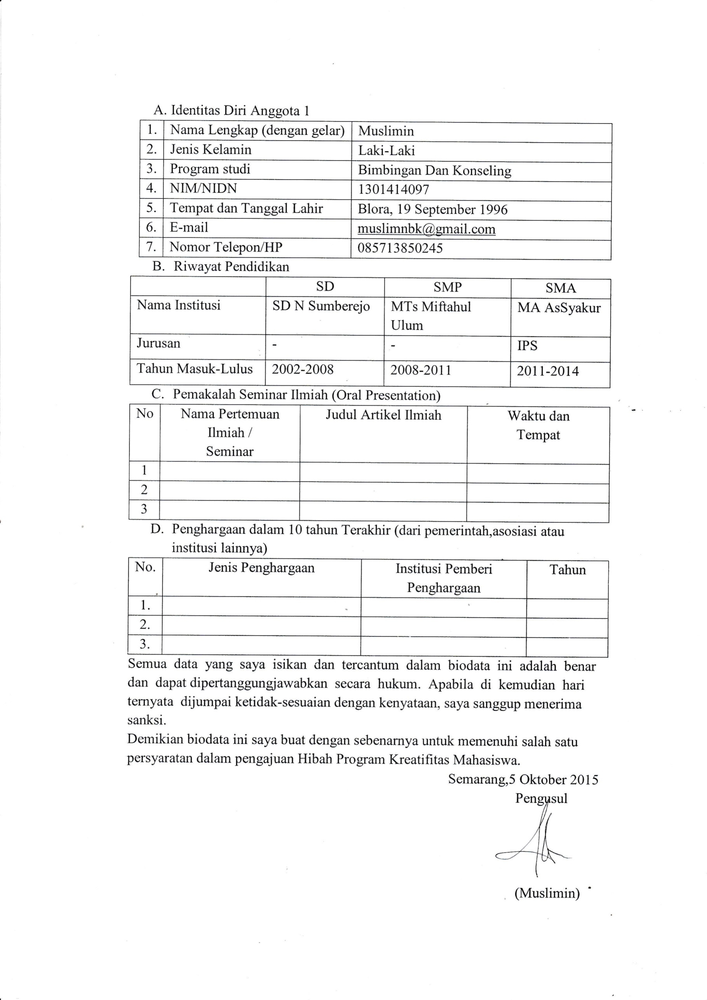 A. Identitas Diri Anggota 1
1. Nama Lengkap (dengan gelar) Muslimin
2. Jenis Kelamin Laki-Laki
3. Program studi Bimbingan Dan Konseling
4. NIM/NIDN 1301414097
5. Tempat dan Tanggal Lahir Blora, 19 September 1996
6. E-mail muslimnbk@gmail.com
7. Nomor Telepon/HP 085713850245
B. Riwayat Pendidikan
SD SMP SMA
Nama Institusi SD N Sumberejo MTs Miftahul MA AsSyakur
Ulum
Jurusan - - IPS
Tahun Masuk-Lulus 2002-2008 2008-2011 2011-2014
C. Pemakalah Seminar Ilmiah (Oral Presentation)
No Nama Pertemuan Judul Artikel Ilmiah Waktu dan
Ilmiah / Tempat
Seminar
1
2
3
D. Penghargaan dalam 10 tahun Terakhir (dari pemerintah,asosiasi atau
institusi lainnya)
No. Jenis Penghargaan Institusi Pemberi Tahun
Penghargaan
1.
2.
3.
Semua data yang saya isikan dan tercantum dalam biodata ini adalah benar
dan dapat dipertanggungjawabkan secara hukum. Apabila di kemudian hari
ternyata dijumpai ketidak-sesuaian dengan kenyataan, saya sanggup menerima
sanksi.
Demikian biodata ini saya buat dengan sebenarnya untuk memenuhi salah satu
persyaratan dalam pengajuan Hibah Program Kreatifitas Mahasiswa.
Semarang,5 Oktober 2015
Pengusul
(Muslimin)